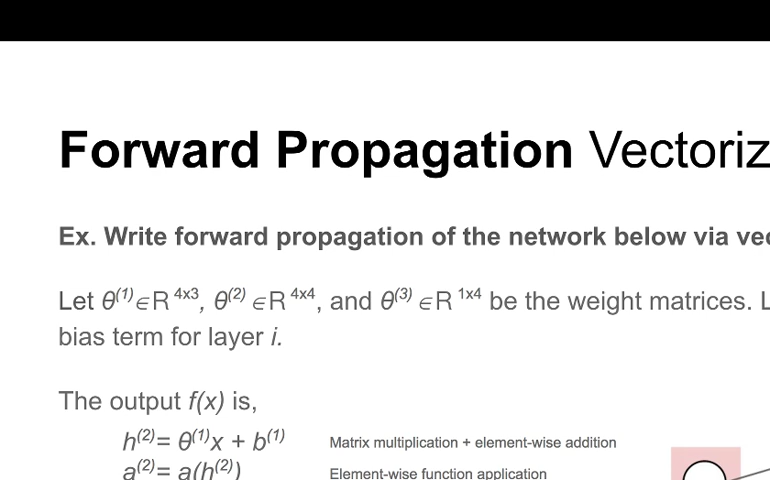 Forward Propagation Vectoriz
Ex. Write forward propagation of the network below via vec
Let θ⁽¹⁾∈R ⁴ˣ³, θ⁽²⁾ ∈R ⁴ˣ⁴, and θ⁽³⁾ ∈R ¹ˣ⁴ be the weight matrices. L
bias term for layer i.
The output f(x) is,
h⁽²⁾= θ⁽¹⁾x + b⁽¹⁾ Matrix multiplication + element-wise addition
a⁽²⁾= a(h⁽²⁾) Element-wise function application